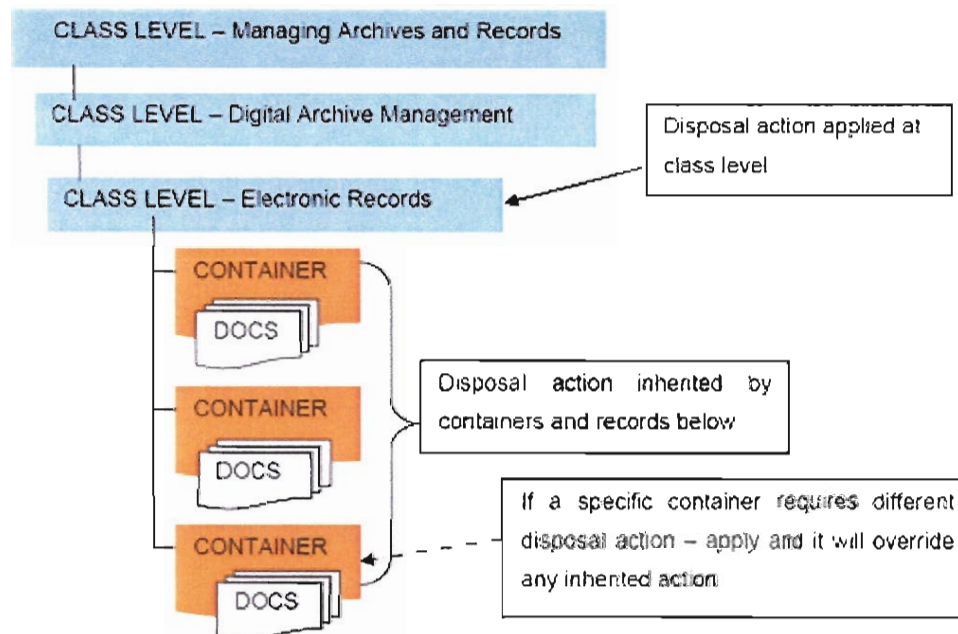 CLASS LEVEL – Managing Archives and Records
CLASS LEVEL – Digital Archive Management
Disposal action applied at
class level
CLASS LEVEL – Electronic Records
CONTAINER
DOCS
CONTAINER
DOCS
Disposal action inherited by
containers and records below
CONTAINER
DOCS
If a specific container requires different
disposal action – apply and it will override
any inherited action